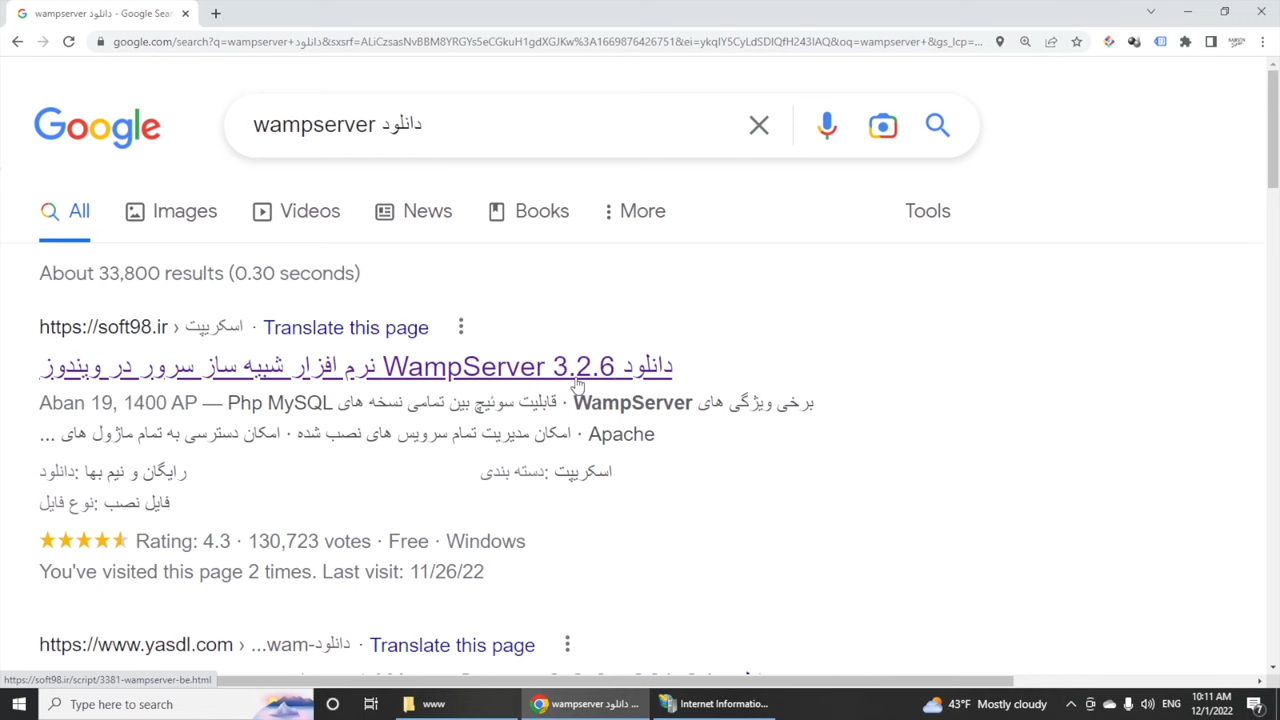 wampserver دانلود - Google Sear
google.com/search?q=wampserver+دانلود&sxsrf=ALiCzsasNvBBM8YRGYs5eCGkuH1gdXGJKw%3A1669876426751&ei=ykqIY5CyLdSDlQfH243IAQ&oq=wampserver+&gs_lcp=...
Google
wampserver دانلود
All Images Videos News Books More Tools
About 33,800 results (0.30 seconds)
https://soft98.ir › اسکریپت · Translate this page
دانلود WampServer 3.2.6 نرم افزار شبیه ساز سرور در ویندوز
Aban 19, 1400 AP — Php MySQL برخی ویژگی های WampServer · قابلیت سوئیچ بین تمامی نسخه های
Apache · امکان مدیریت تمام سرویس های نصب شده · امکان دسترسی به تمام ماژول های ...
دانلود: رایگان و نیم بها دسته بندی: اسکریپت
نوع فایل: فایل نصب
Rating: 4.3 · 130,723 votes · Free · Windows
You've visited this page 2 times. Last visit: 11/26/22
https://www.yasdl.com › ...دانلود-wam · Translate this page
https://soft98.ir/script/3381-wampserver-be.html
Type here to search www wampserver دانلود ... Internet Informatio... 43°F Mostly cloudy ENG 10:11 AM
12/1/2022